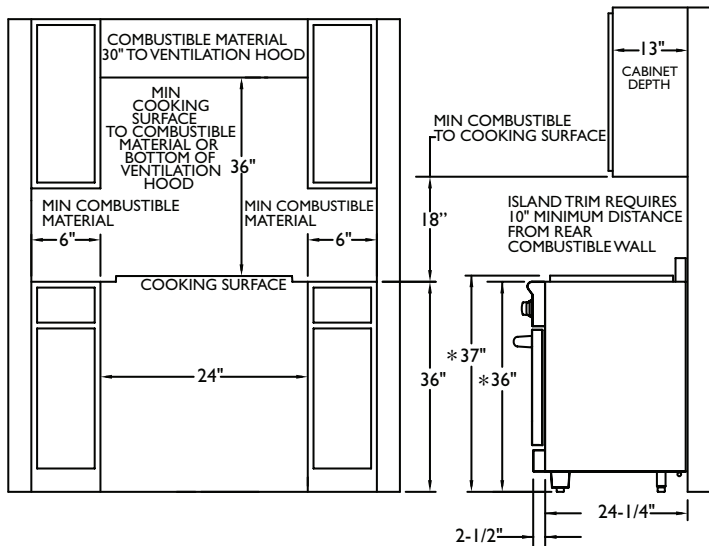 COMBUSTIBLE MATERIAL
30" TO VENTILATION HOOD
MIN
COOKING
SURFACE
TO COMBUSTIBLE
MATERIAL OR
BOTTOM OF
VENTILATION
HOOD
36"
MIN COMBUSTIBLE
MATERIAL
6"
MIN COMBUSTIBLE
MATERIAL
6"
COOKING SURFACE
24"
13"
CABINET
DEPTH
MIN COMBUSTIBLE
TO COOKING SURFACE
18”
ISLAND TRIM REQUIRES
10" MINIMUM DISTANCE
FROM REAR
COMBUSTIBLE WALL
36"
*37"
*36"
24-1/4"
2-1/2"